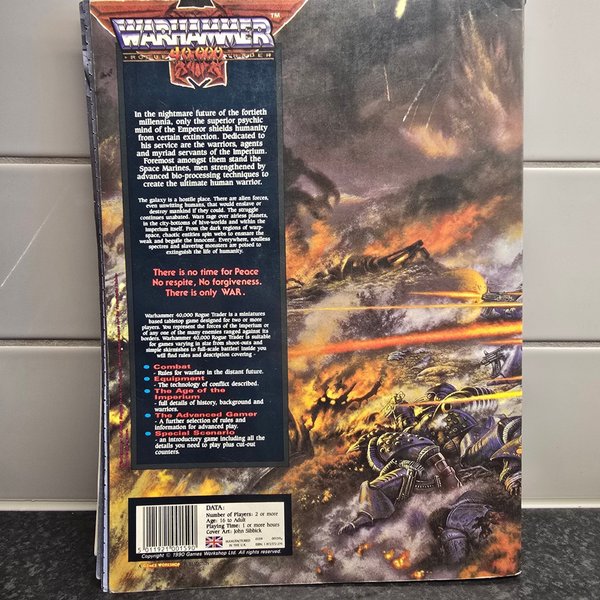 WARHAMMER™
40,000
ROGUE TRADER
In the nightmare future of the fortieth
millennia, only the superior psychic
mind of the Emperor shields humanity
from certain extinction. Dedicated to
his service are the warriors, agents
and myriad servants of the Imperium.
Foremost amongst them stand the
Space Marines, men strengthened by
advanced bio-processing techniques to
create the ultimate human warrior.
The galaxy is a hostile place. There are alien forces,
even unwitting humans, that would enslave or
destroy mankind if they could. The struggle
continues unabated. Wars rage over airless planets,
in the city-bottoms of hive-worlds and within the
Imperium itself. From the dark regions of warp-
space, chaotic entities spin webs to ensnare the
weak and beguile the innocent. Everywhere, soulless
spectres and slavering monsters are poised to
extinguish the life of humanity.
There is no time for Peace
No respite, No forgiveness.
There is only WAR.
Warhammer 40,000 Rogue Trader is a miniatures
based tabletop game designed for two or more
players. You represent the forces of the imperium or
any one of the many enemies ranged against its
borders. Warhammer 40,000 Rogue Trader is suitable
for games varying in size from shoot-outs and
simple skirmishes to full-scale battles! Inside you
will find rules and description covering -
Combat
- Rules for warfare in the distant future.
Equipment
- The technology of conflict described.
The Age of the
Imperium
- full details of history, background and
warriors.
The Advanced Gamer
- A further selection of rules and
information for advanced play.
Special Scenario
- an introductory game including all the
details you need to play plus cut-out
counters.
DATA:
Number of Players: 2 or more
Age: 16 to Adult
Playing Time: 1 or more hours
Cover Art: John Sibbick
MANUFACTURED
IN THE U.K.
5 011921 001590
Copyright © 1990 Games Workshop Ltd. All rights reserved.